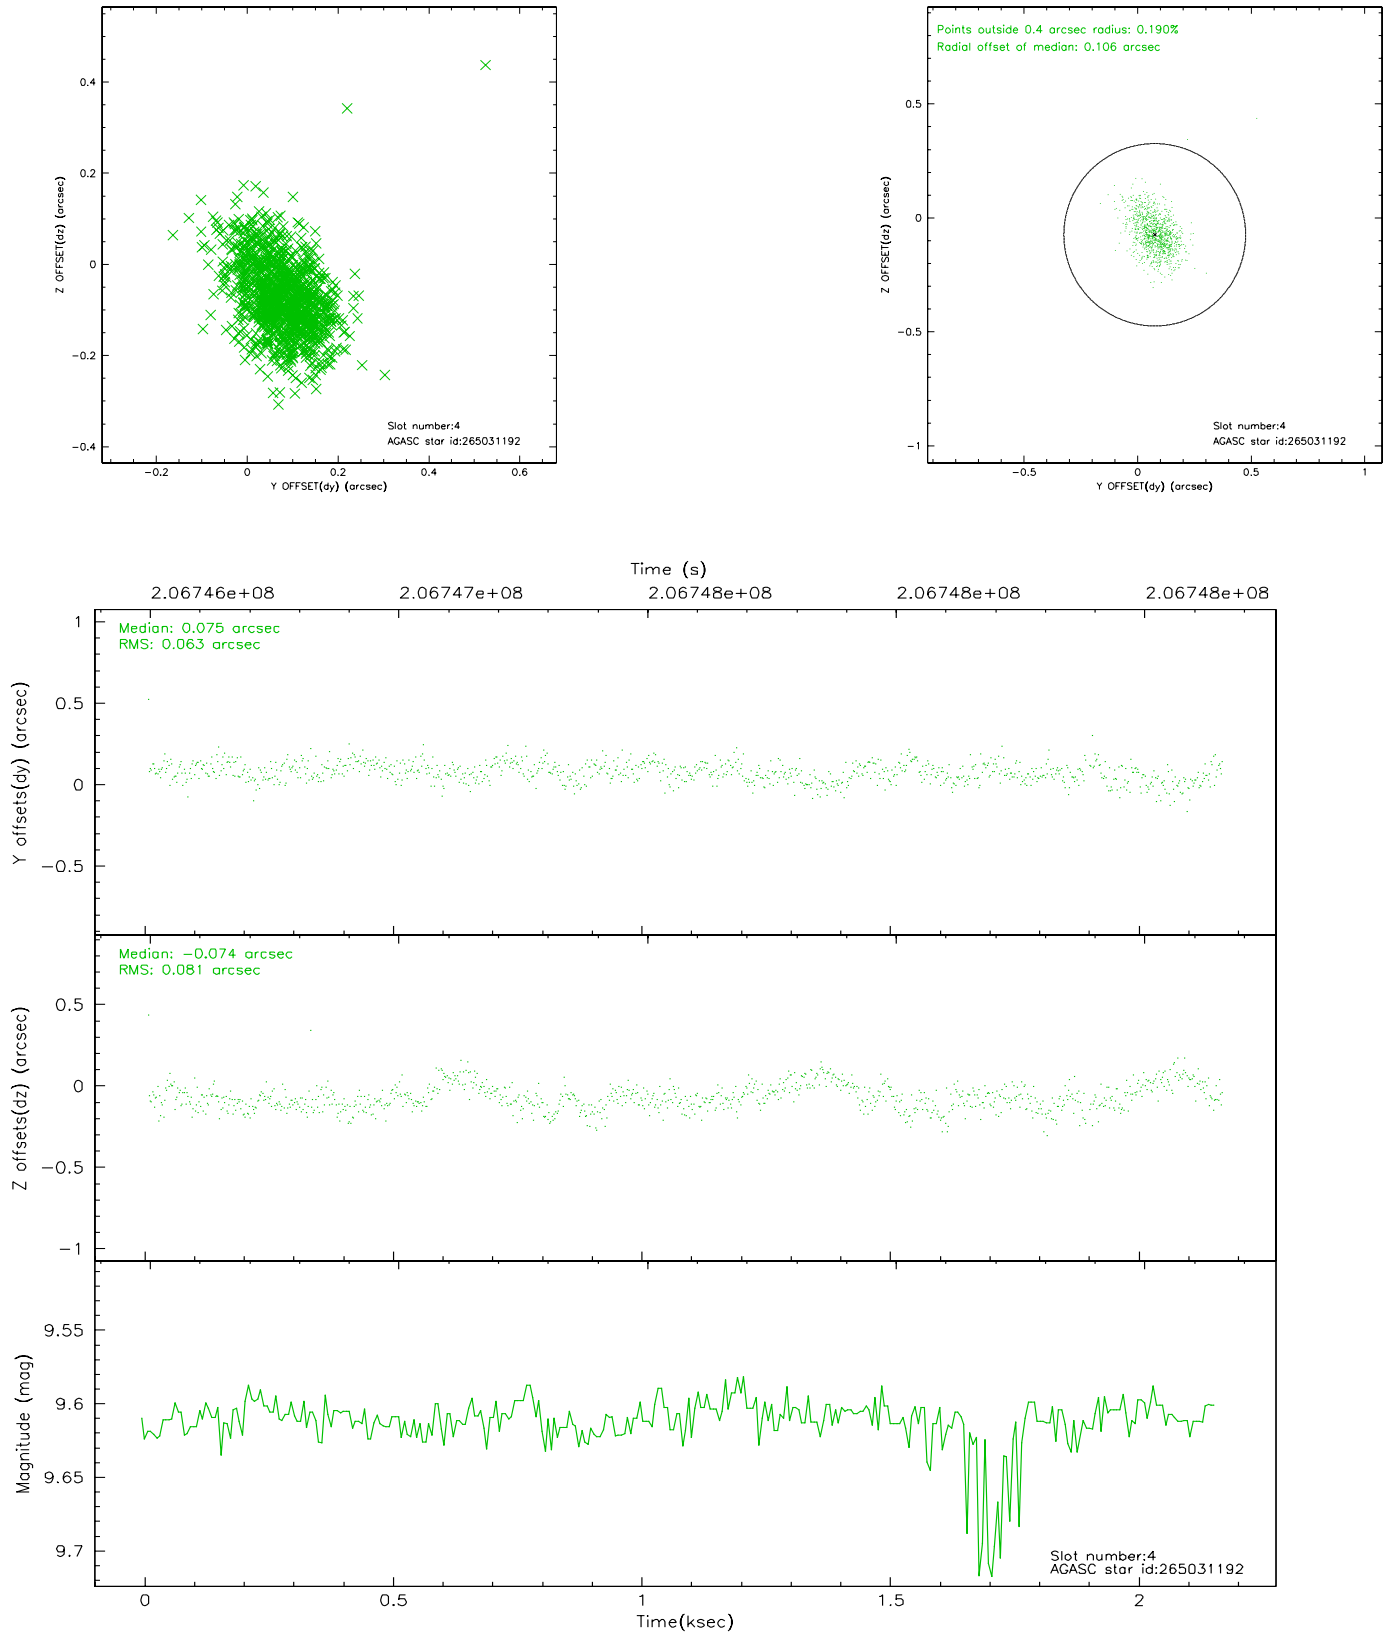 0.4
0.2
0
−0.2
−0.4
Z OFFSET(dz) (arcsec)
Slot number:4
AGASC star id:265031192
−0.2 0 0.2 0.4 0.6
Y OFFSET(dy) (arcsec)
Points outside 0.4 arcsec radius: 0.190%
Radial offset of median: 0.106 arcsec
0.5
0
−0.5
−1
Z OFFSET(dz) (arcsec)
Slot number:4
AGASC star id:265031192
−0.5 0 0.5 1
Y OFFSET(dy) (arcsec)
Time (s)
2.06746e+08 2.06747e+08 2.06748e+08 2.06748e+08 2.06748e+08
Median: 0.075 arcsec
RMS: 0.063 arcsec
1
0.5
0
−0.5
Y offsets(dy) (arcsec)
Median: −0.074 arcsec
RMS: 0.081 arcsec
0.5
0
−0.5
−1
Z offsets(dz) (arcsec)
9.55
9.6
9.65
9.7
Magnitude (mag)
Slot number:4
AGASC star id:265031192
0 0.5 1 1.5 2
Time(ksec)